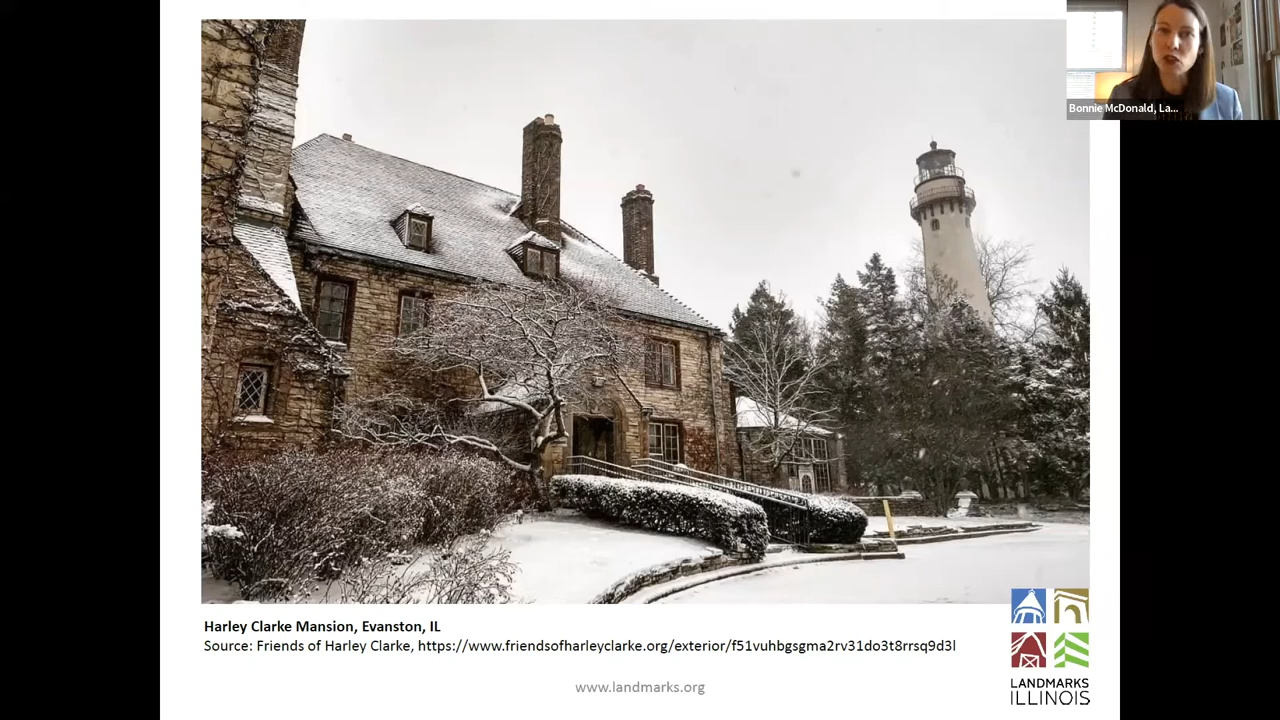 Bonnie McDonald, La...
Harley Clarke Mansion, Evanston, IL
Source: Friends of Harley Clarke, https://www.friendsofharleyclarke.org/exterior/f51vuhbgsgma2rv31do3t8rrsq9d3l
www.landmarks.org
LANDMARKS
ILLINOIS